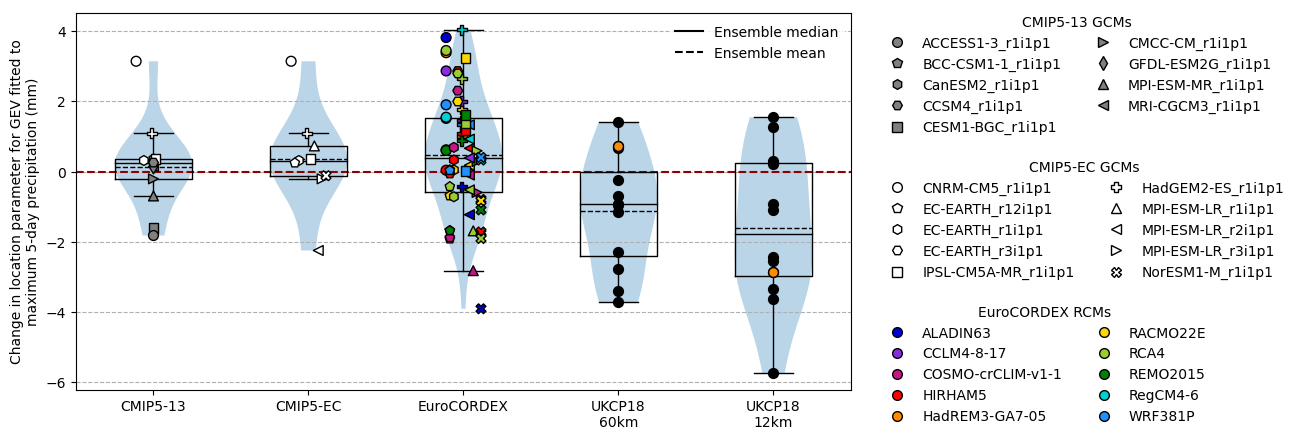 Change in location parameter for GEV fitted to
maximum 5-day precipitation (mm)
4
2
0
−2
−4
−6
CMIP5-13
CMIP5-EC
EuroCORDEX
UKCP18
60km
UKCP18
12km
Ensemble median
Ensemble mean
CMIP5-13 GCMs
ACCESS1-3_r1i1p1
BCC-CSM1-1_r1i1p1
CanESM2_r1i1p1
CCSM4_r1i1p1
CESM1-BGC_r1i1p1
CMCC-CM_r1i1p1
GFDL-ESM2G_r1i1p1
MPI-ESM-MR_r1i1p1
MRI-CGCM3_r1i1p1
CMIP5-EC GCMs
CNRM-CM5_r1i1p1
EC-EARTH_r12i1p1
EC-EARTH_r1i1p1
EC-EARTH_r3i1p1
IPSL-CM5A-MR_r1i1p1
HadGEM2-ES_r1i1p1
MPI-ESM-LR_r1i1p1
MPI-ESM-LR_r2i1p1
MPI-ESM-LR_r3i1p1
NorESM1-M_r1i1p1
EuroCORDEX RCMs
ALADIN63
CCLM4-8-17
COSMO-crCLIM-v1-1
HIRHAM5
HadREM3-GA7-05
RACMO22E
RCA4
REMO2015
RegCM4-6
WRF381P